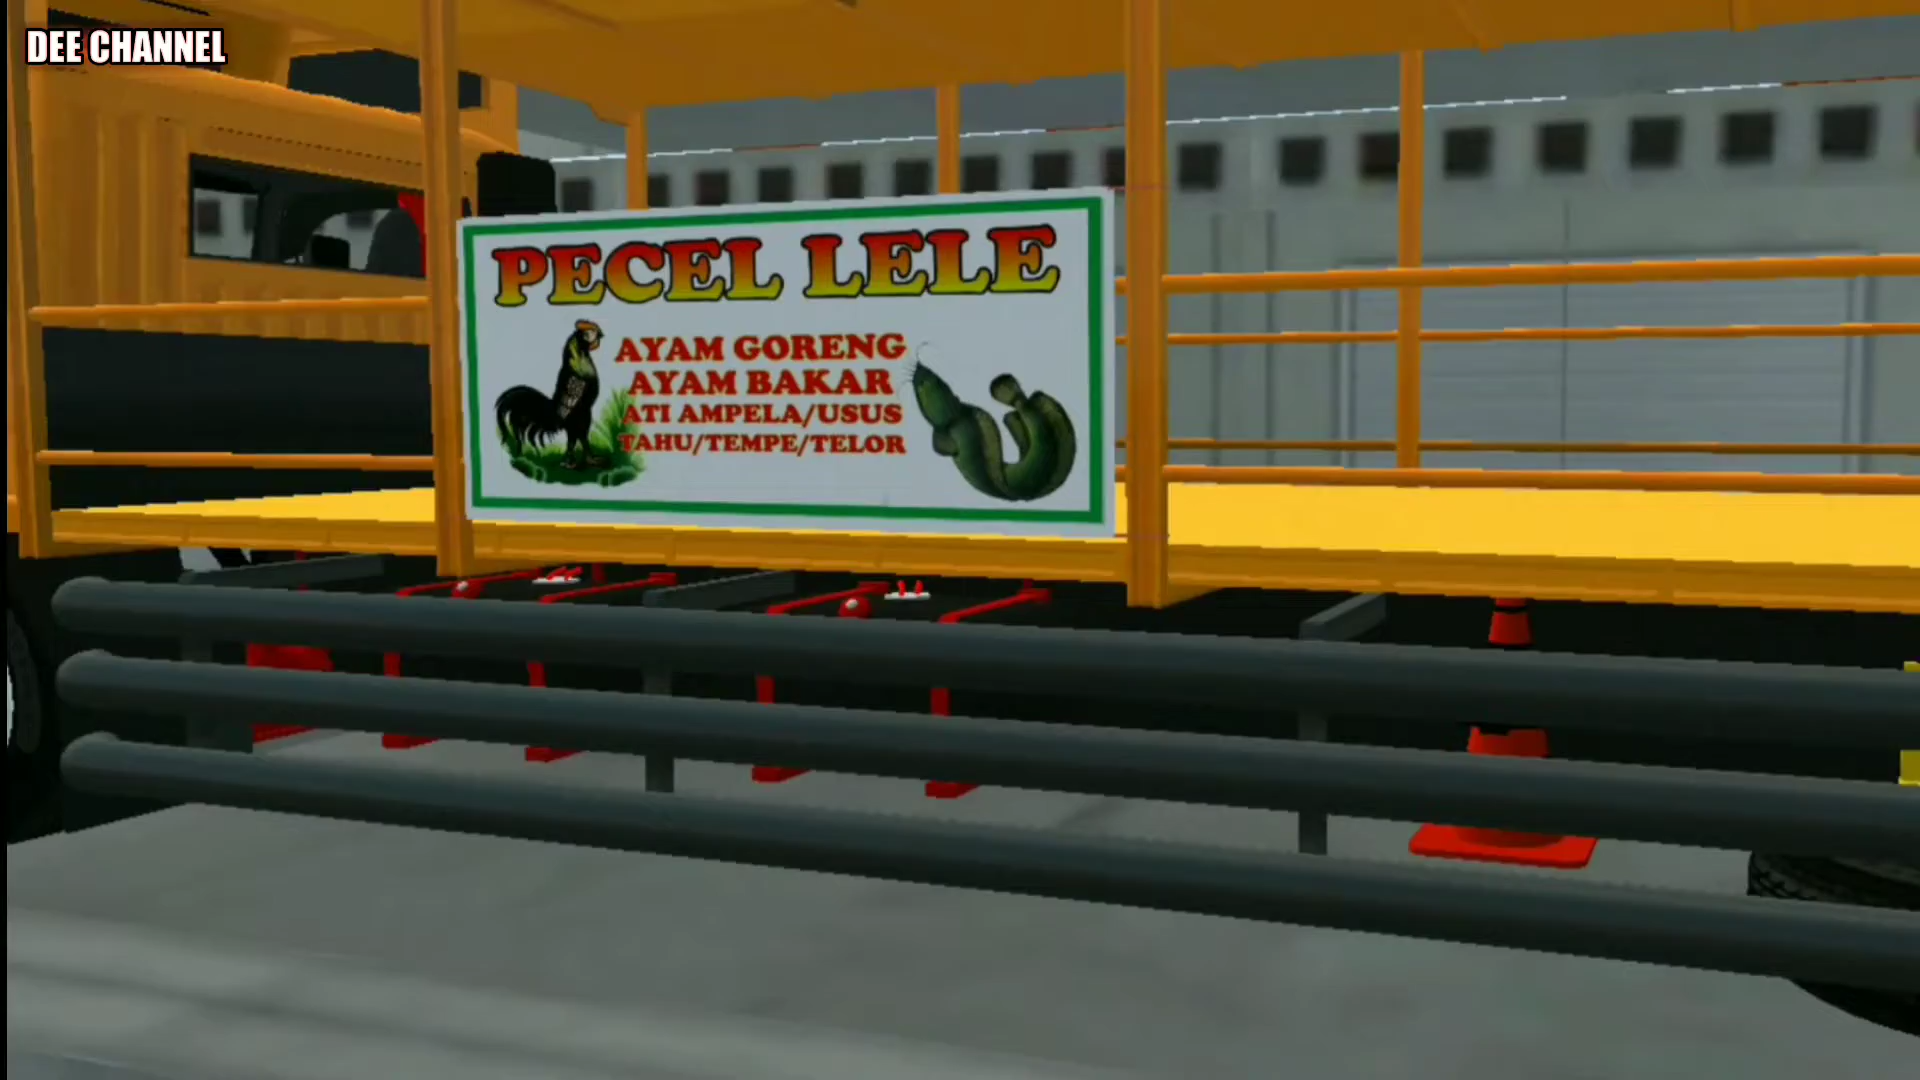 DEE CHANNEL
PECEL LELE
AYAM GORENG
AYAM BAKAR
ATI AMPELA/USUS
TAHU/TEMPE/TELOR